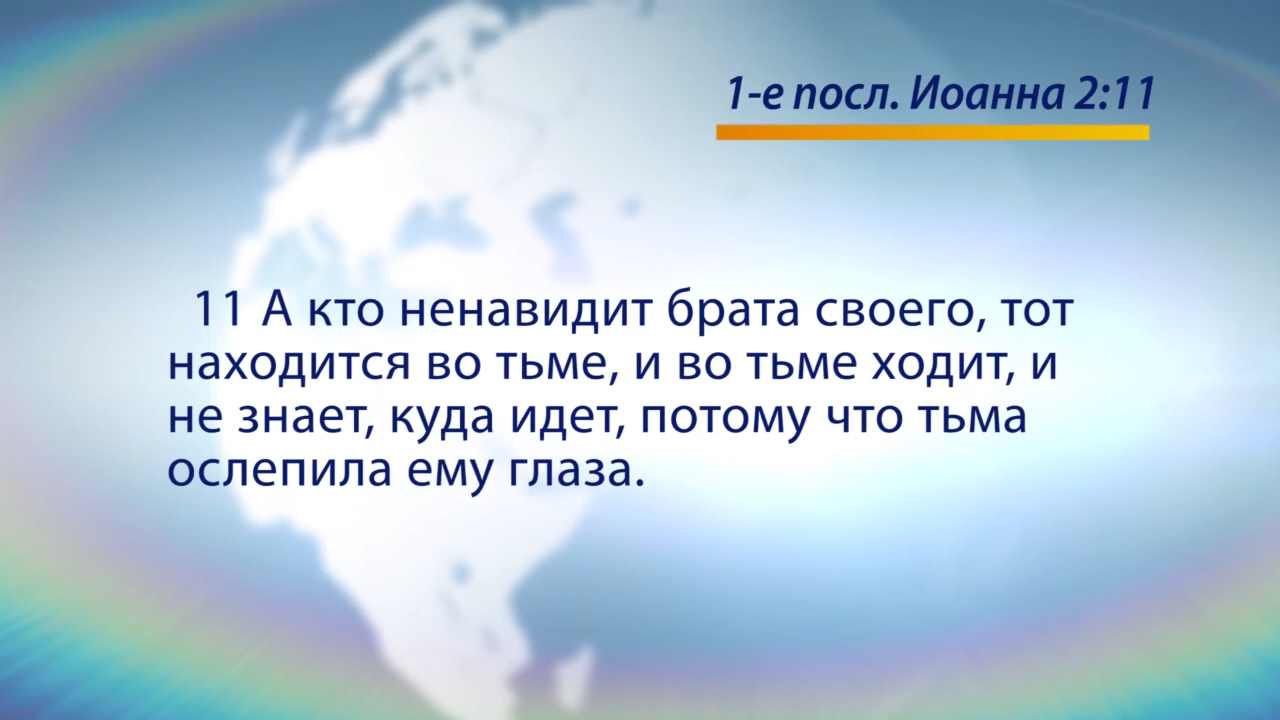 1-е посл. Иоанна 2:11
11 А кто ненавидит брата своего, тот
находится во тьме, и во тьме ходит, и
не знает, куда идет, потому что тьма
ослепила ему глаза.